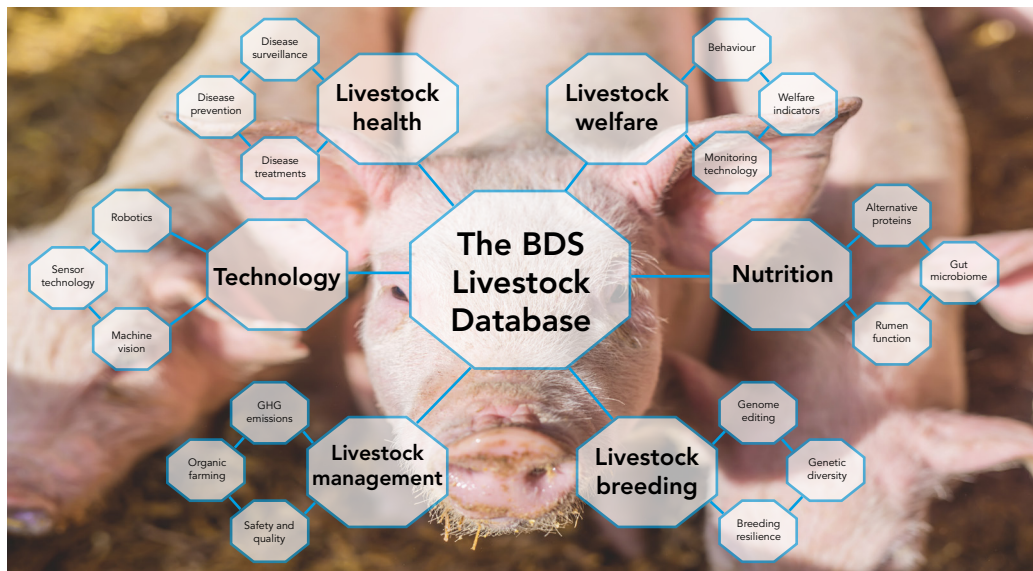 Disease
surveillance
Disease
prevention
Disease
treatments
Livestock
health
Livestock
welfare
Behaviour
Welfare
indicators
Monitoring
technology
Robotics
Sensor
technology
Machine
vision
Technology
The BDS
Livestock
Database
Nutrition
Alternative
proteins
Gut
microbiome
Rumen
function
GHG
emissions
Organic
farming
Safety and
quality
Livestock
management
Livestock
breeding
Genome
editing
Genetic
diversity
Breeding
resilience